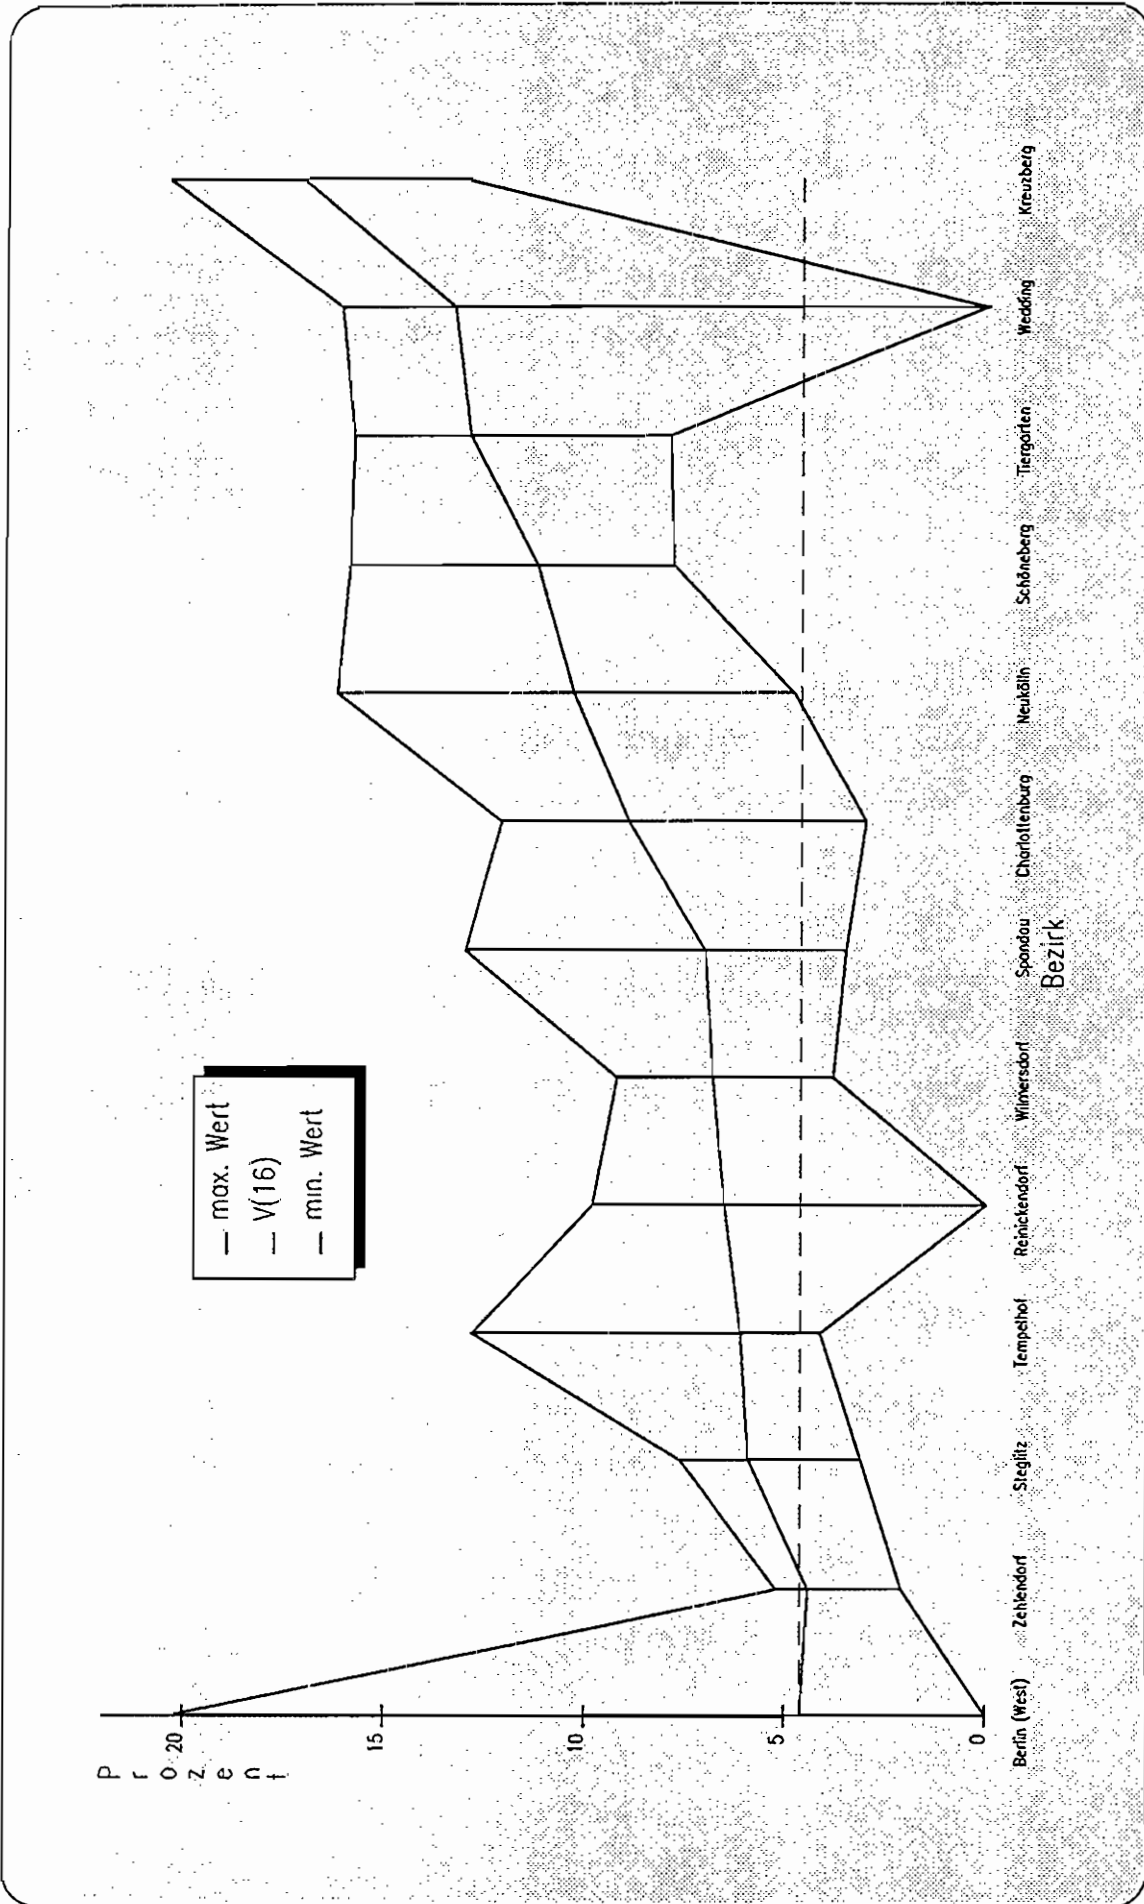 Prozent
20
15
10
5
0
max. Wert
V(16)
min. Wert
Berlin (West) Zehlendorf Steglitz Tempelhof Reinickendorf Wilmersdorf Spandau Charlottenburg Neukölln Schöneberg Tiergarten Wedding Kreuzberg
Bezirk